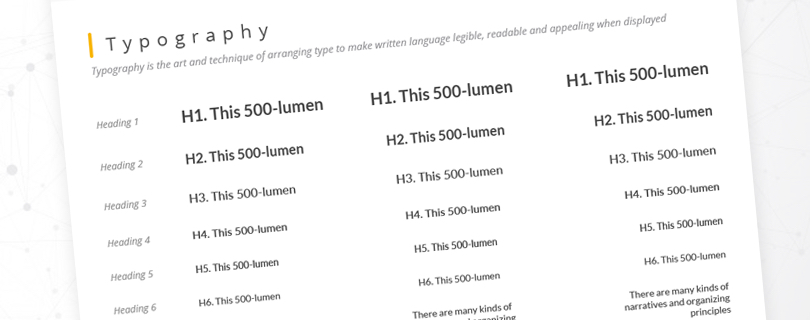 Typography
Typography is the art and technique of arranging type to make written language legible, readable and appealing when displayed
Heading 1 H1. This 500-lumen H1. This 500-lumen H1. This 500-lumen
Heading 2 H2. This 500-lumen H2. This 500-lumen H2. This 500-lumen
Heading 3 H3. This 500-lumen H3. This 500-lumen H3. This 500-lumen
Heading 4 H4. This 500-lumen H4. This 500-lumen H4. This 500-lumen
Heading 5 H5. This 500-lumen H5. This 500-lumen H5. This 500-lumen
Heading 6 H6. This 500-lumen H6. This 500-lumen H6. This 500-lumen
There are many kinds of There are many kinds of
organizing narratives and organizing
principles